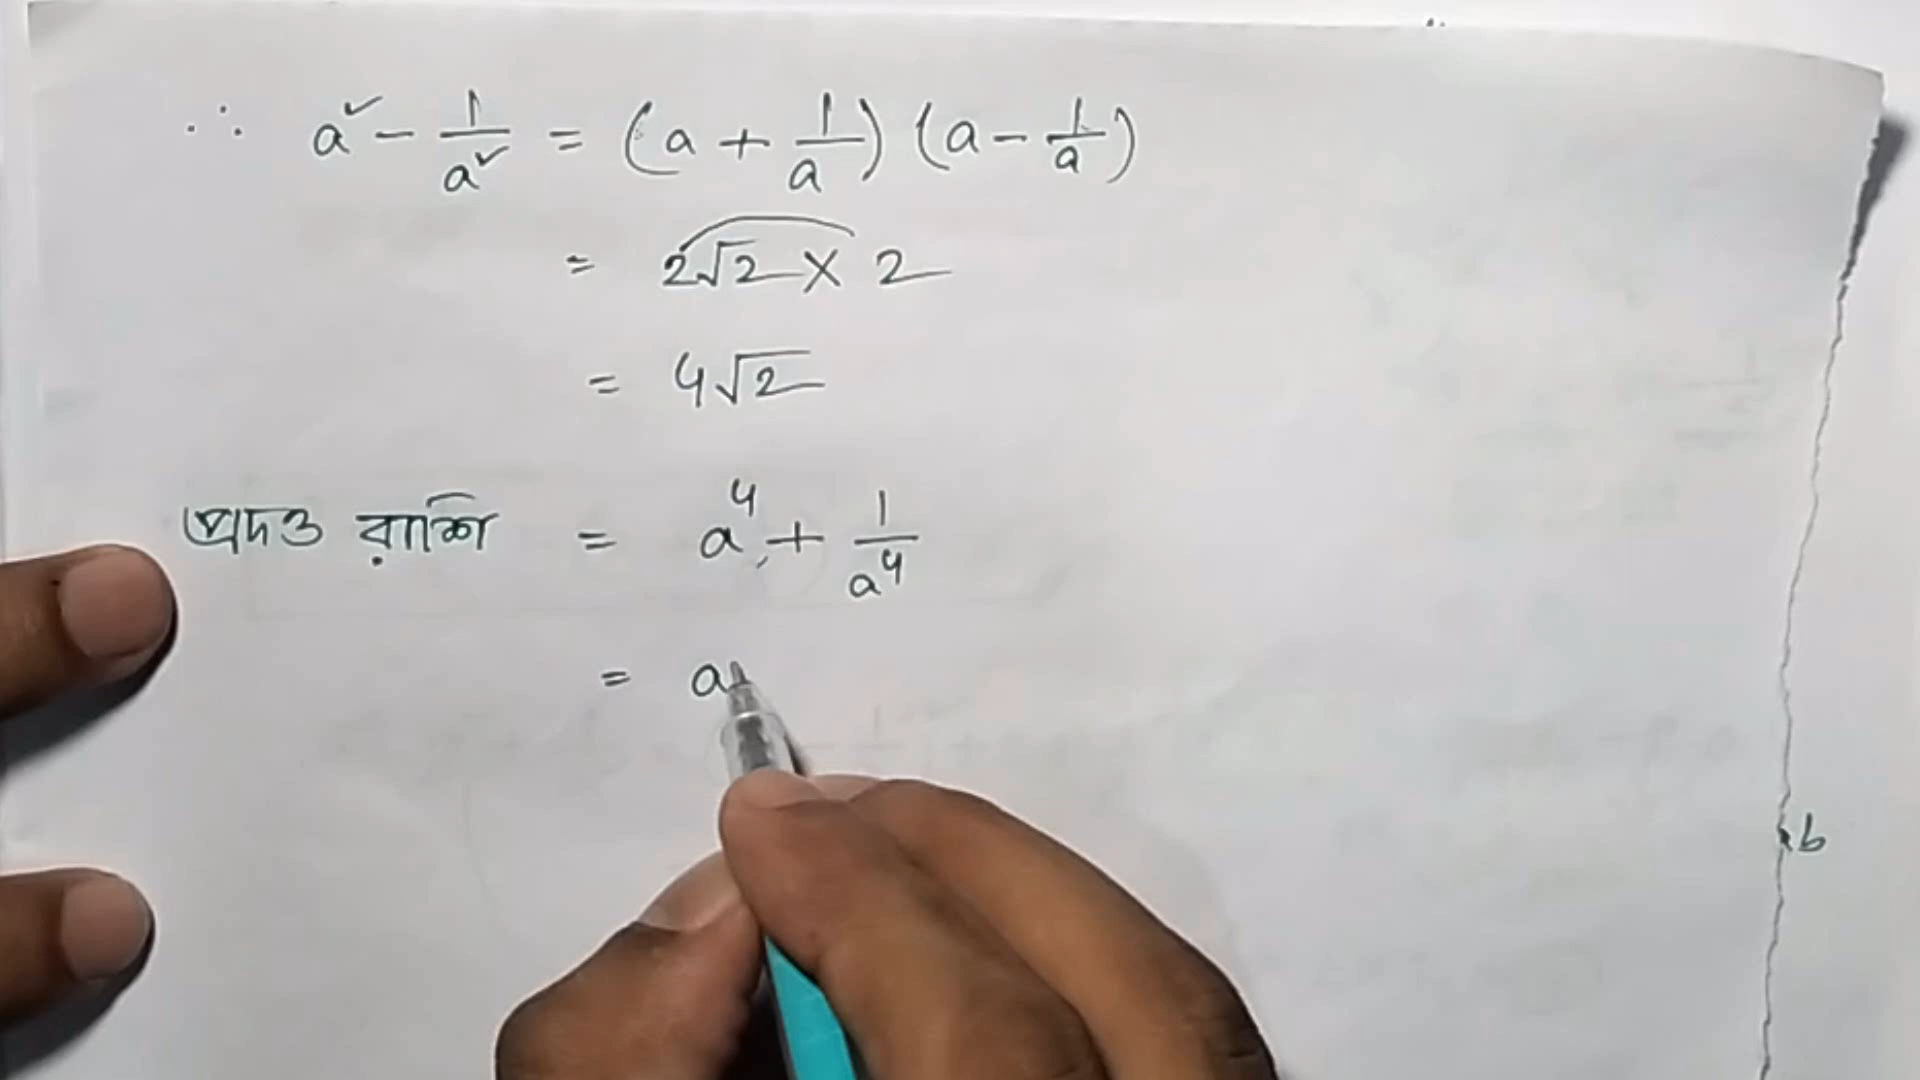 ∴ a² - 1/a² = (a + 1/a) (a - 1/a)
= 2√2 × 2
= 4√2
প্রদত্ত রাশি = a⁴ + 1/a⁴
= a
b